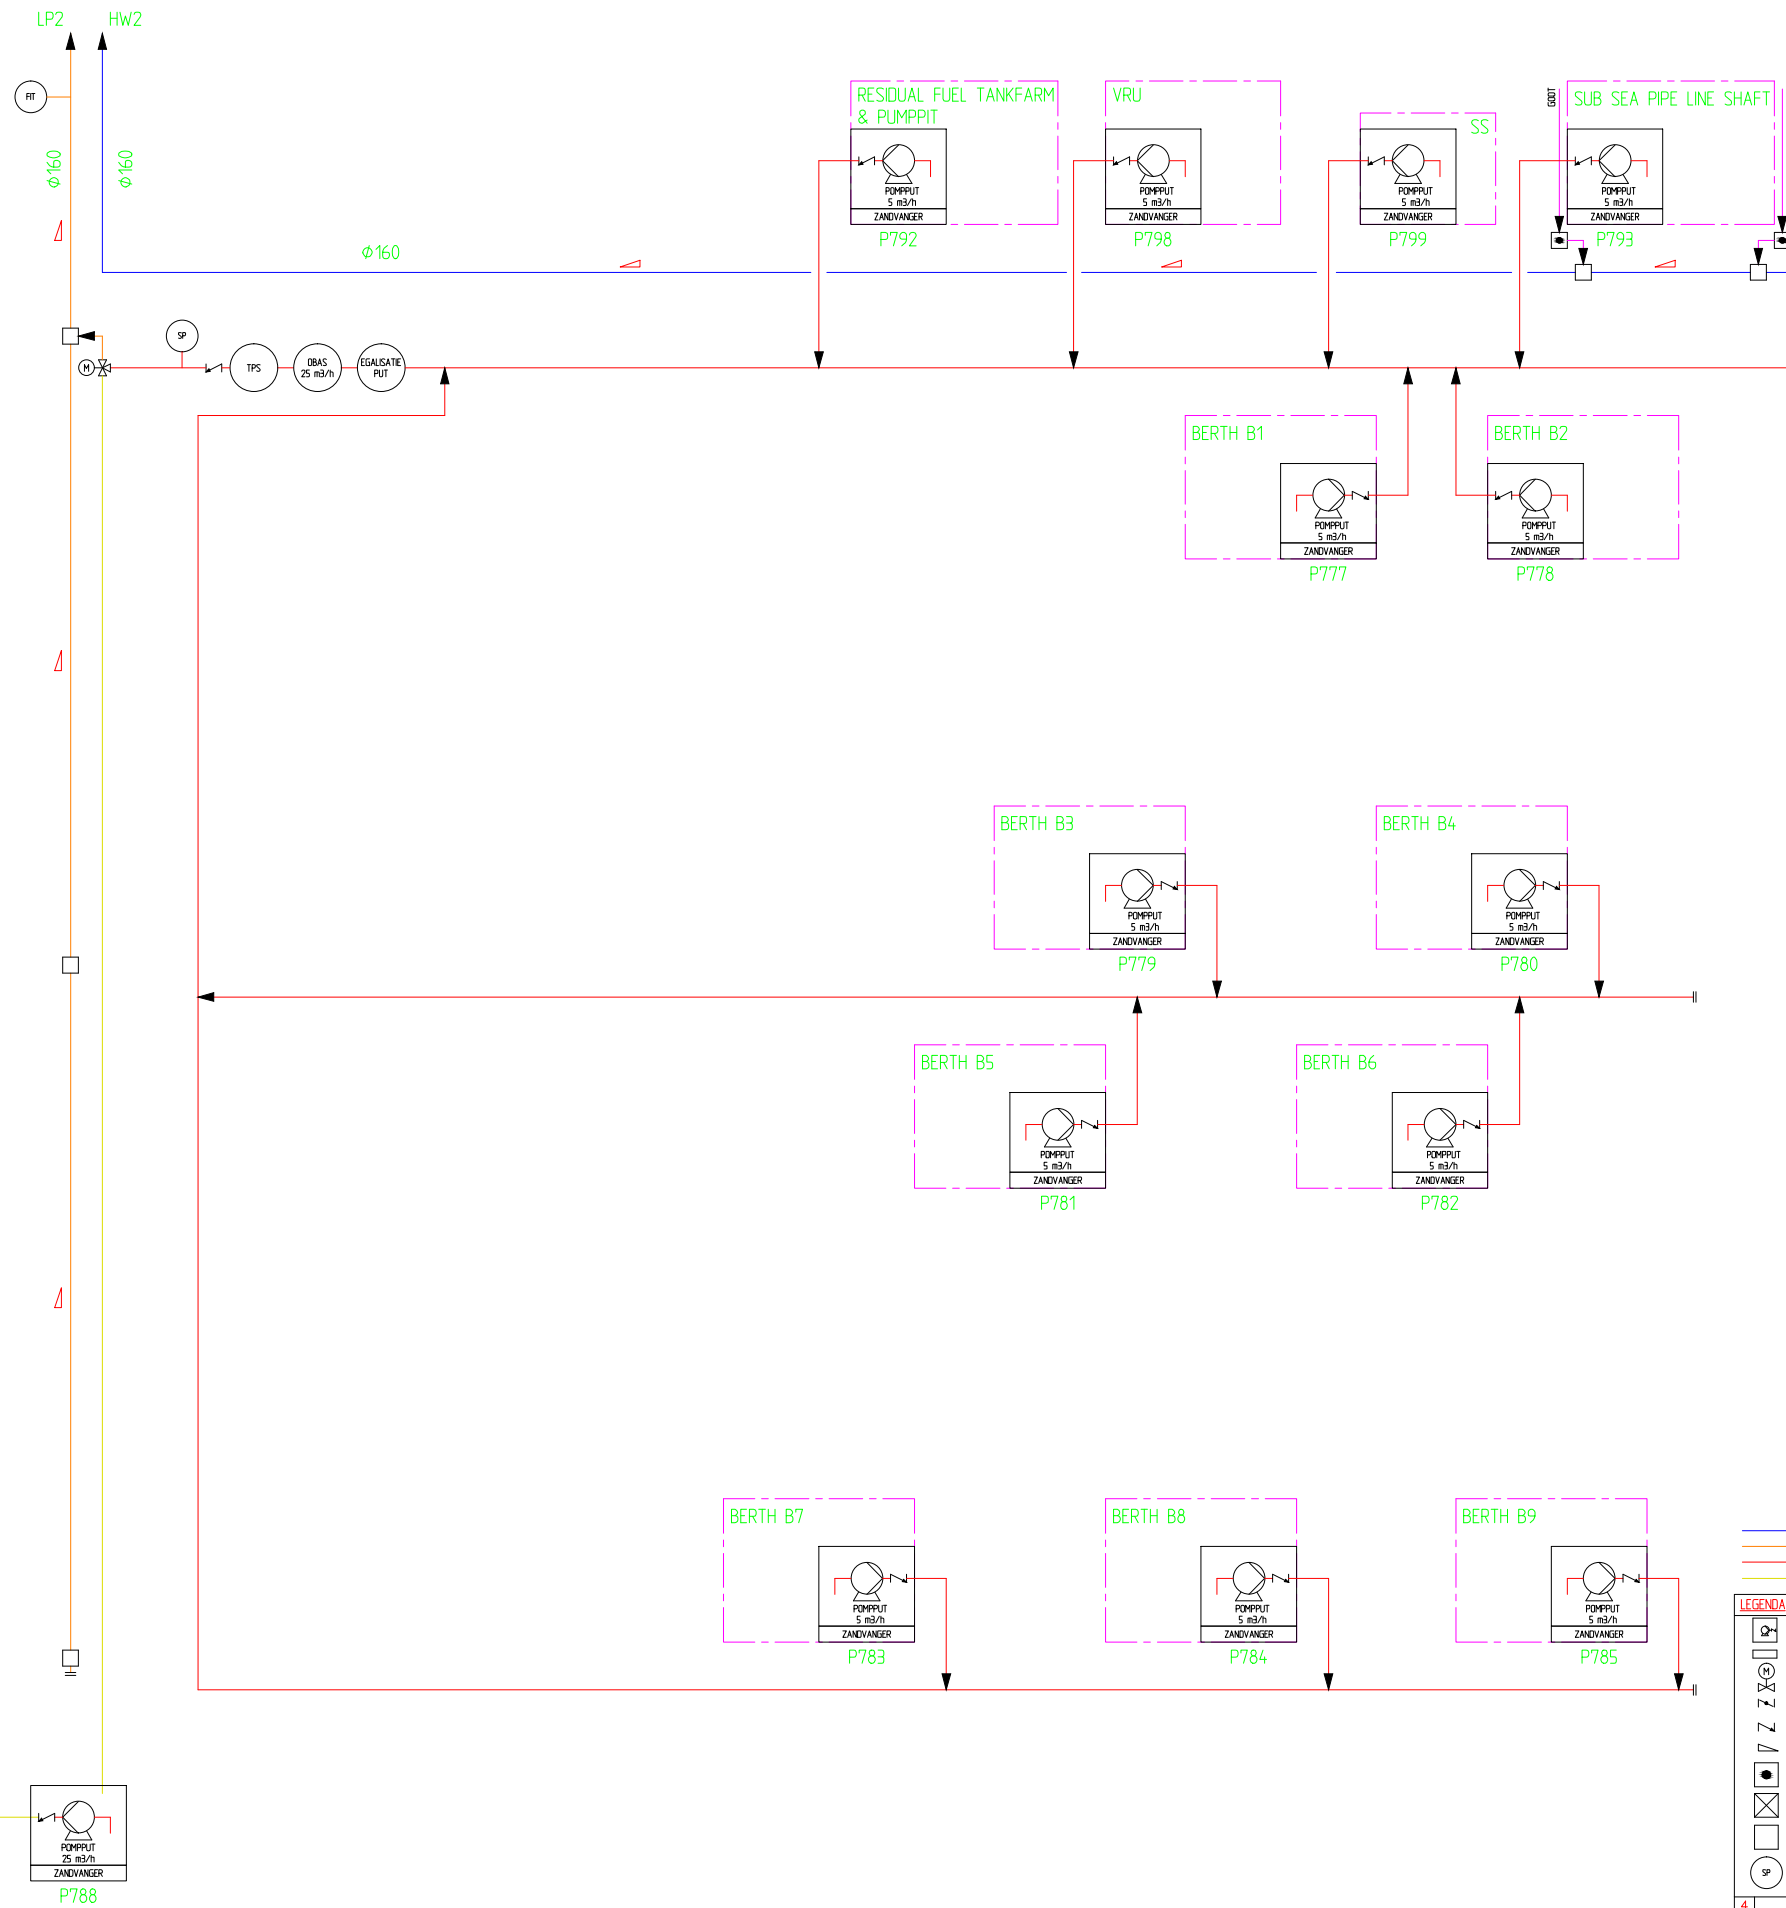 LP2
HW2
FIT
Φ160
Φ160
Φ160
RESIDUAL FUEL TANKFARM
& PUMPPIT
POMPPUT
5 m3/h
ZANDVANGER
P792
VRU
POMPPUT
5 m3/h
ZANDVANGER
P798
SS
POMPPUT
5 m3/h
ZANDVANGER
P799
GOOT
SUB SEA PIPE LINE SHAFT
POMPPUT
5 m3/h
ZANDVANGER
P793
M
SP
TPS
OBAS
25 m3/h
EGALISATIE
PUT
BERTH B1
POMPPUT
5 m3/h
ZANDVANGER
P777
BERTH B2
POMPPUT
5 m3/h
ZANDVANGER
P778
BERTH B3
POMPPUT
5 m3/h
ZANDVANGER
P779
BERTH B4
POMPPUT
5 m3/h
ZANDVANGER
P780
BERTH B5
POMPPUT
5 m3/h
ZANDVANGER
P781
BERTH B6
POMPPUT
5 m3/h
ZANDVANGER
P782
BERTH B7
POMPPUT
5 m3/h
ZANDVANGER
P783
BERTH B8
POMPPUT
5 m3/h
ZANDVANGER
P784
BERTH B9
POMPPUT
5 m3/h
ZANDVANGER
P785
POMPPUT
25 m3/h
ZANDVANGER
P788
LEGENDA
M
SP
4